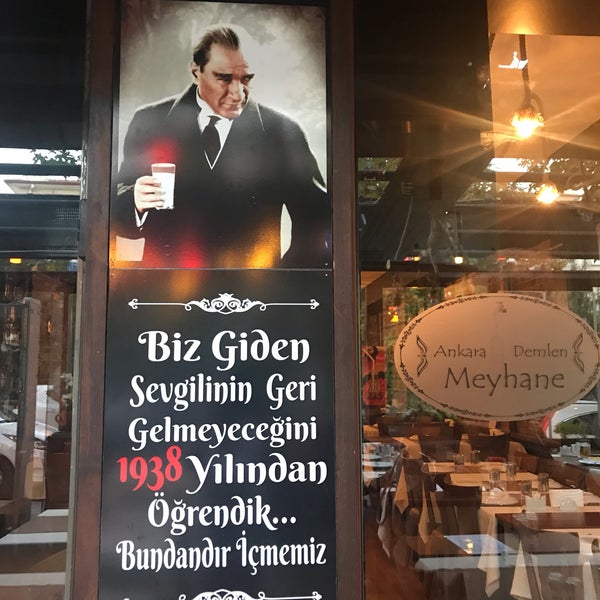 Biz Giden
Sevgilinin Geri
Gelmeyeceğini
1938 Yılından
Öğrendik...
Bundandır İçmemiz
Ankara Demlen
Meyhane